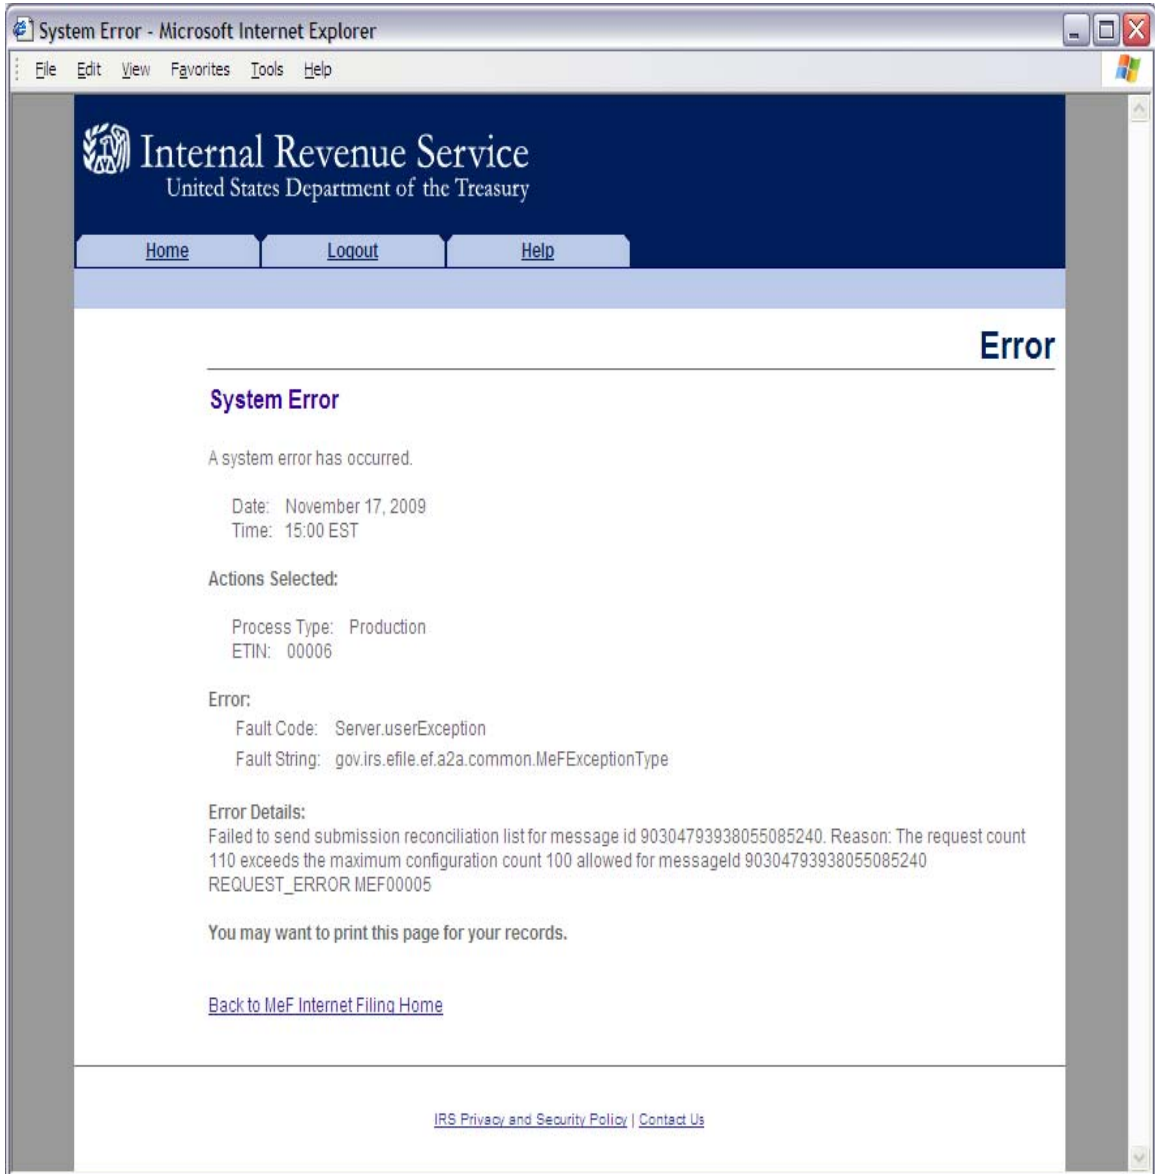 System Error - Microsoft Internet Explorer
File Edit View Favorites Tools Help
Internal Revenue Service
United States Department of the Treasury
Home Logout Help
Error
System Error
A system error has occurred.
Date: November 17, 2009
Time: 15:00 EST
Actions Selected:
Process Type: Production
ETIN: 00006
Error:
Fault Code: Server.userException
Fault String: gov.irs.efile.ef.a2a.common.MeFExceptionType
Error Details:
Failed to send submission reconciliation list for message id 90304793938055085240. Reason: The request count
110 exceeds the maximum configuration count 100 allowed for messageId 90304793938055085240
REQUEST_ERROR MEF00005
You may want to print this page for your records.
Back to MeF Internet Filing Home
IRS Privacy and Security Policy | Contact Us